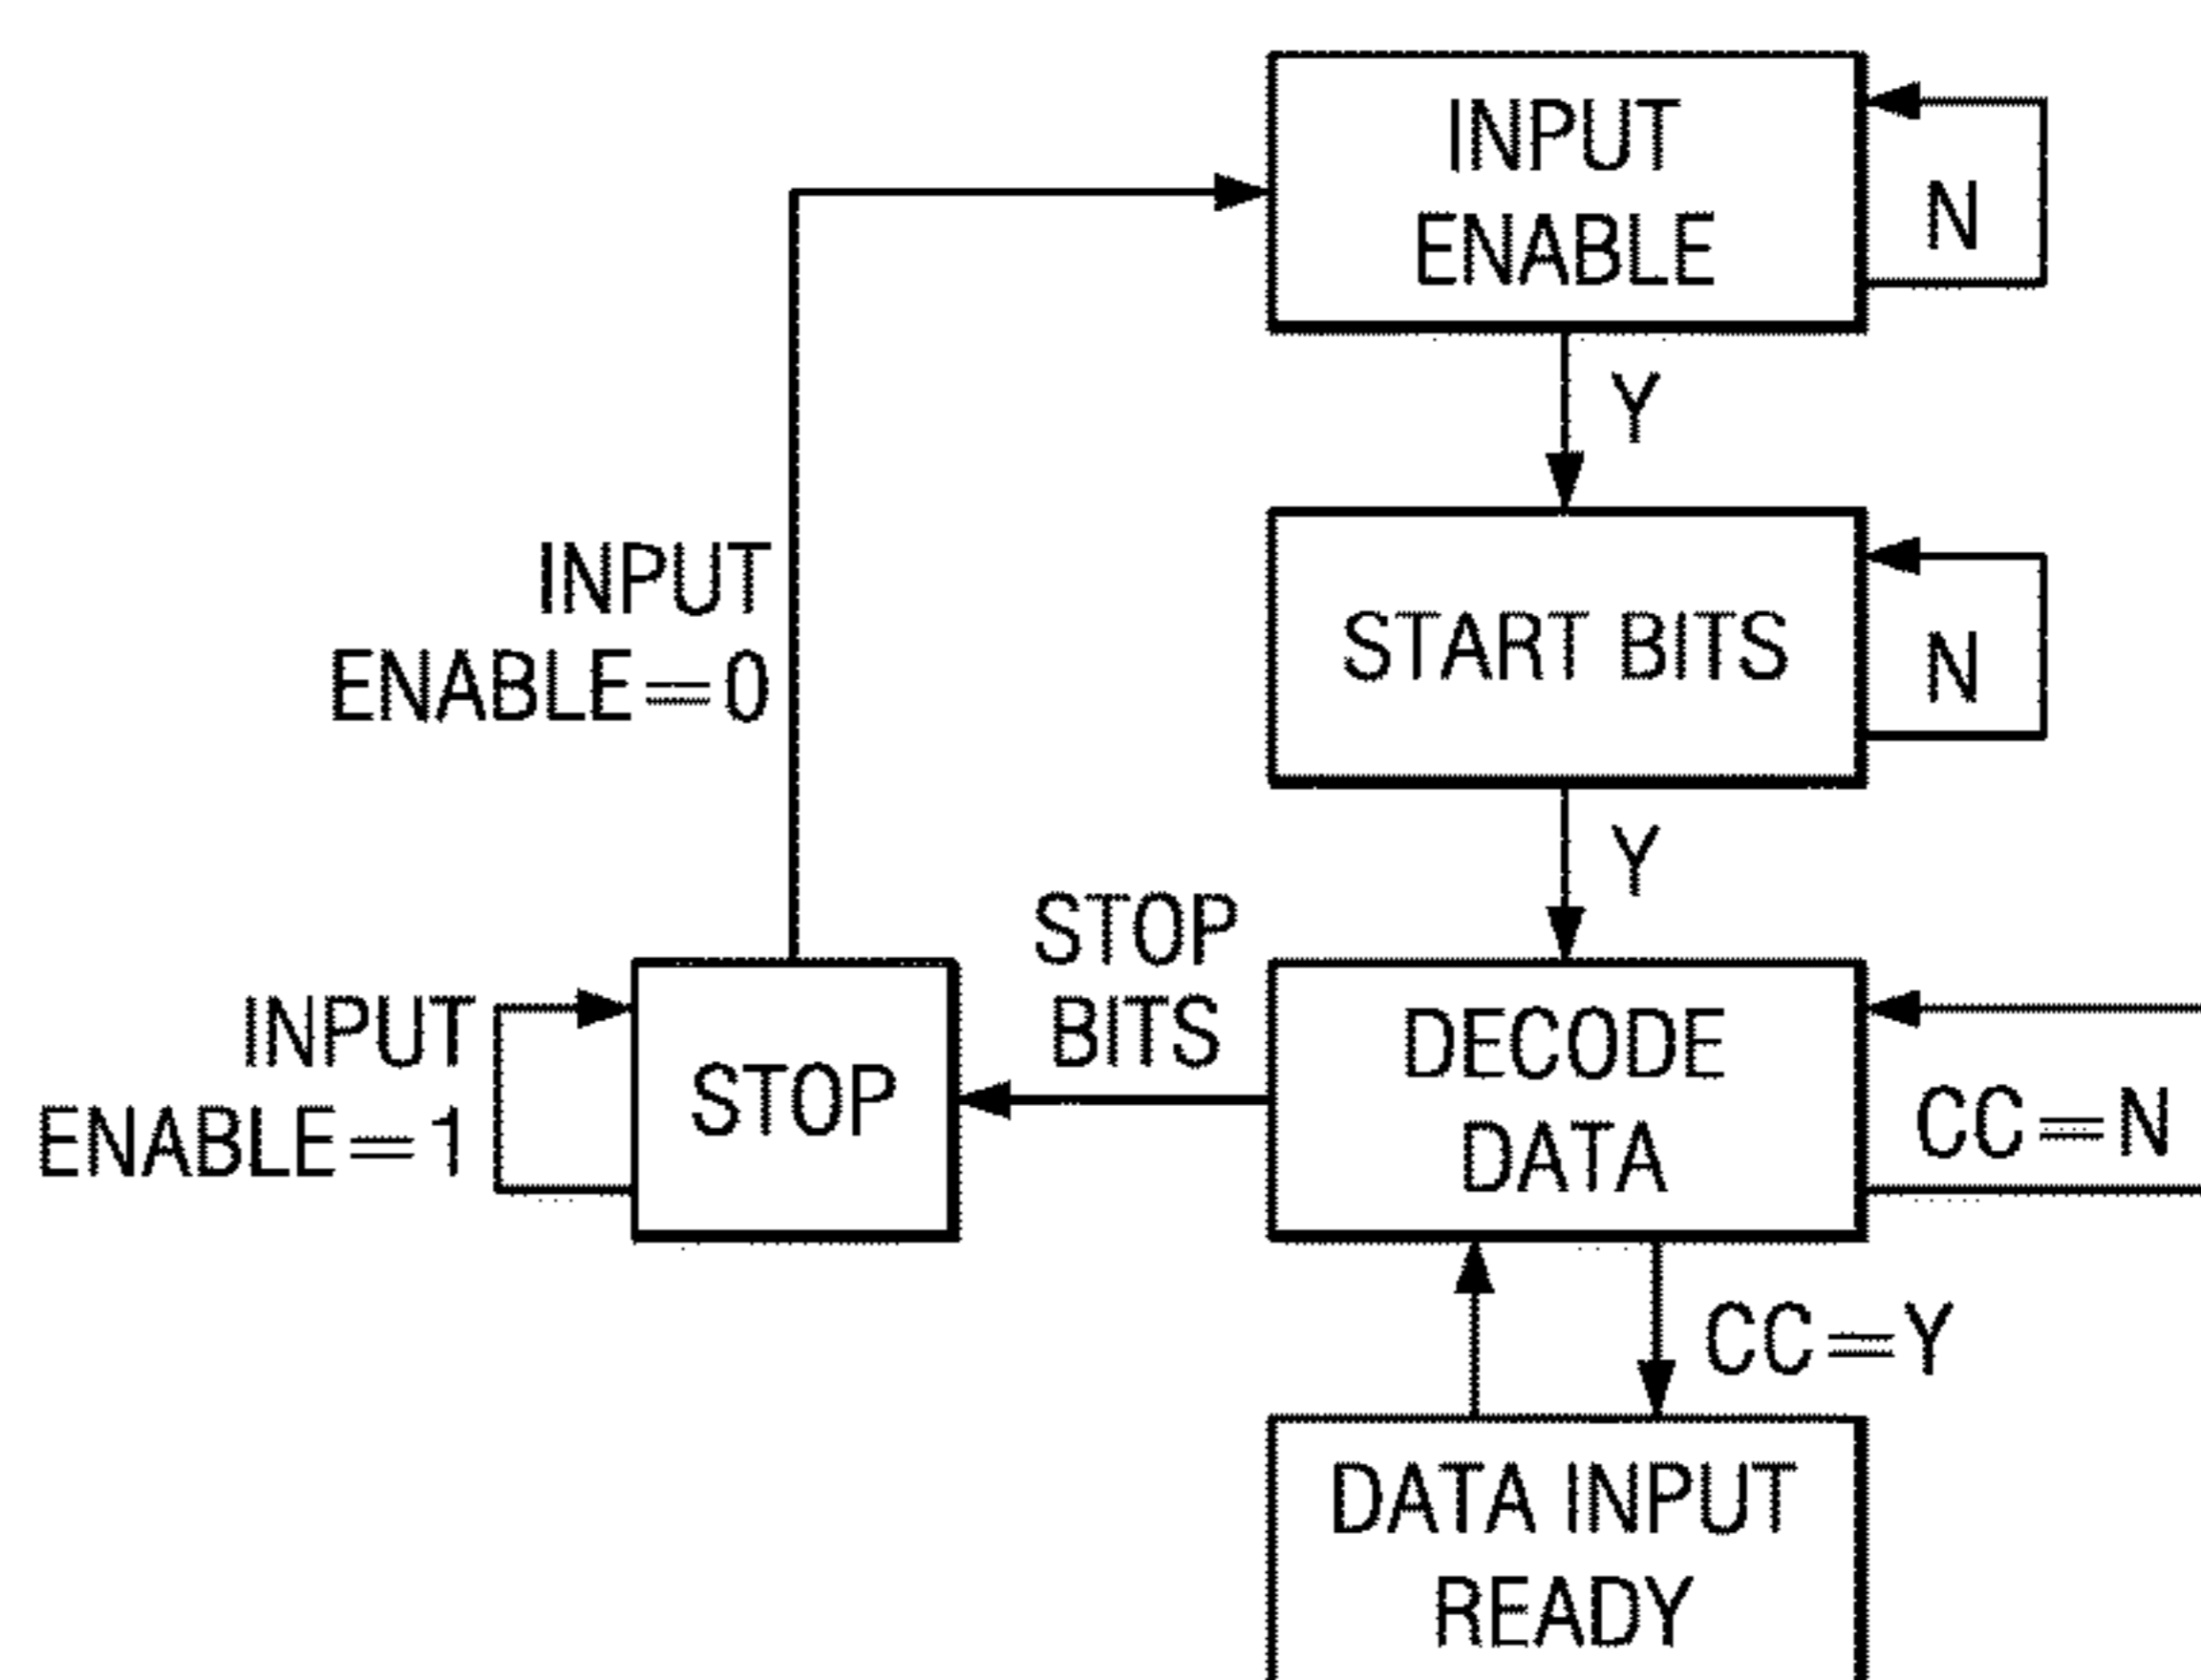 INPUT
ENABLE
N
Y
START BITS
N
INPUT
ENABLE=0
Y
STOP
BITS
DECODE
DATA
CC=N
STOP
INPUT
ENABLE=1
CC=Y
DATA INPUT
READY